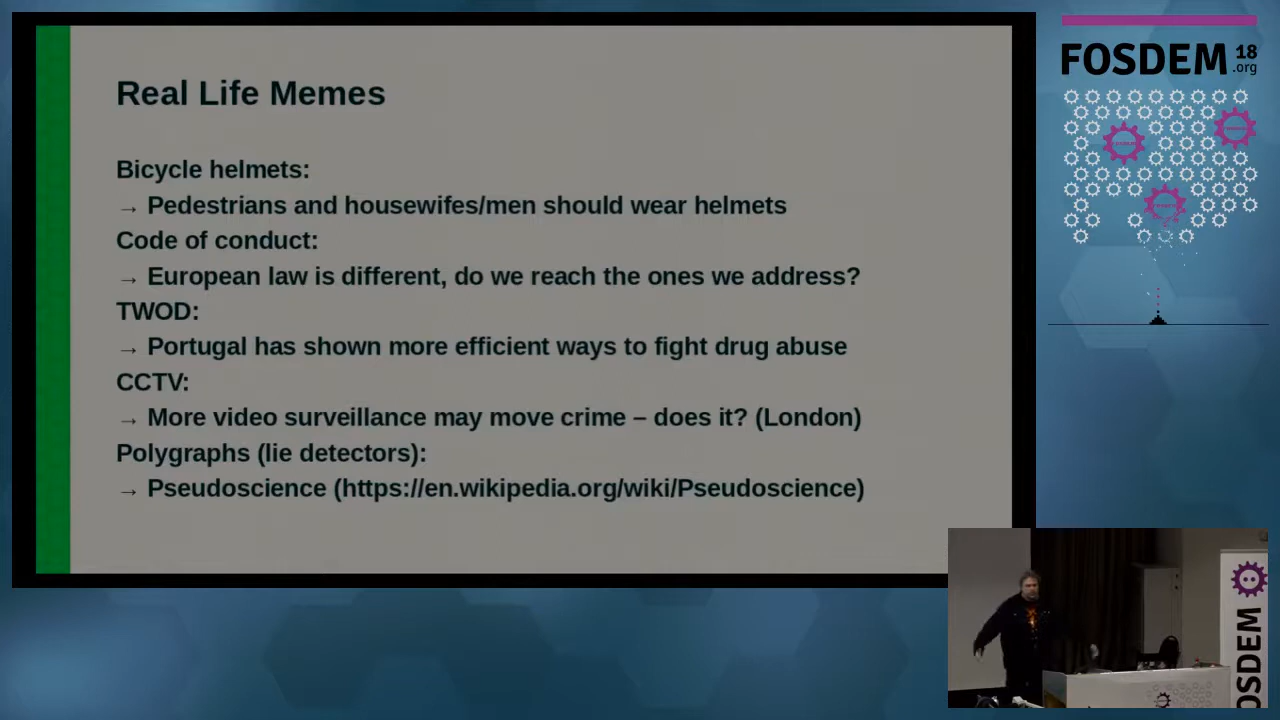 Real Life Memes
Bicycle helmets:
→ Pedestrians and housewifes/men should wear helmets
Code of conduct:
→ European law is different, do we reach the ones we address?
TWOD:
→ Portugal has shown more efficient ways to fight drug abuse
CCTV:
→ More video surveillance may move crime – does it? (London)
Polygraphs (lie detectors):
→ Pseudoscience (https://en.wikipedia.org/wiki/Pseudoscience)
FOSDEM 18
.org
OSDEM